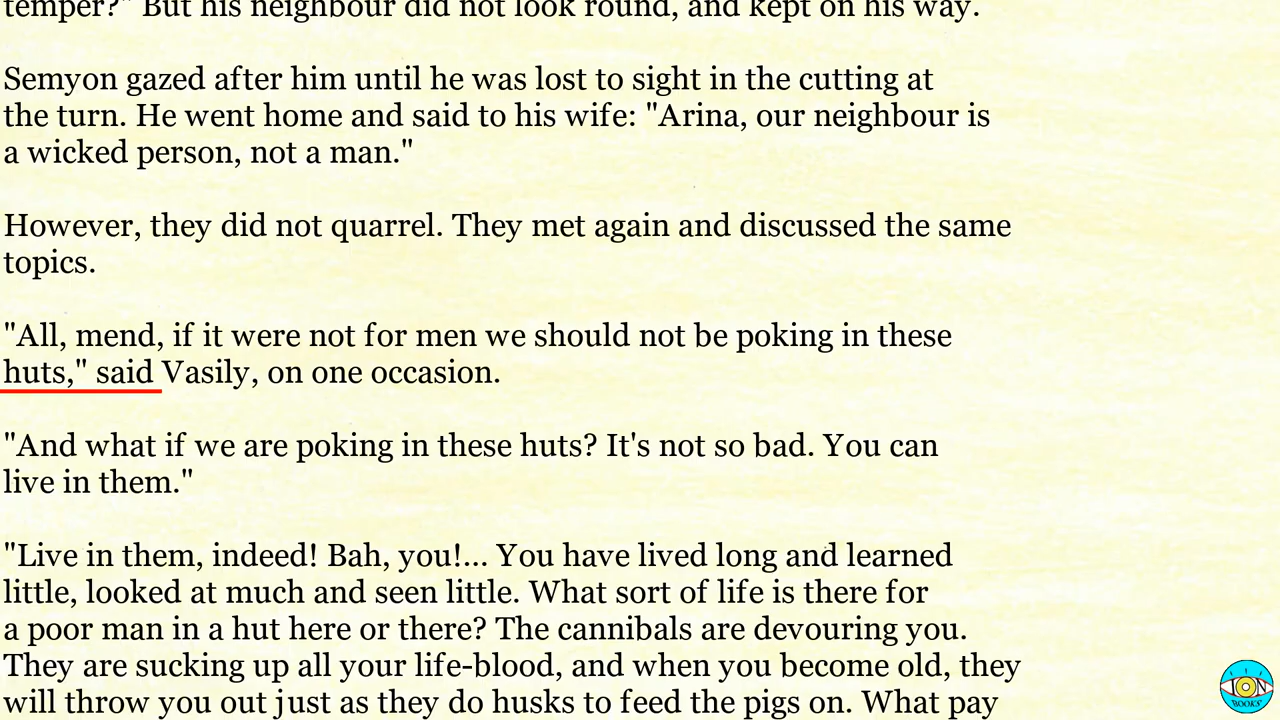 temper?" But his neighbour did not look round, and kept on his way.
Semyon gazed after him until he was lost to sight in the cutting at
the turn. He went home and said to his wife: "Arina, our neighbour is
a wicked person, not a man."
However, they did not quarrel. They met again and discussed the same
topics.
"All, mend, if it were not for men we should not be poking in these
huts," said Vasily, on one occasion.
"And what if we are poking in these huts? It's not so bad. You can
live in them."
"Live in them, indeed! Bah, you!... You have lived long and learned
little, looked at much and seen little. What sort of life is there for
a poor man in a hut here or there? The cannibals are devouring you.
They are sucking up all your life-blood, and when you become old, they
will throw you out just as they do husks to feed the pigs on. What pay
ION
BOOKS